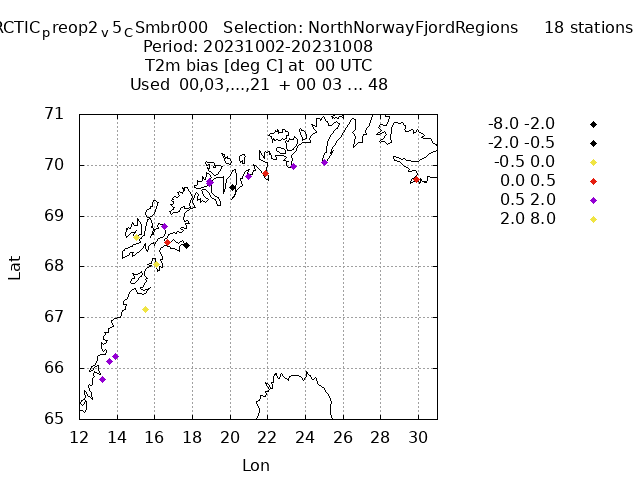 RCTICpreop2v5CSmbr000 Selection: NorthNorwayFjordRegions 18 stations
Period: 20231002-20231008
T2m bias [deg C] at 00 UTC
Used 00,03,...,21 + 00 03 ... 48
71
70
69
68
67
66
65
Lat
12 14 16 18 20 22 24 26 28 30
Lon
-8.0 -2.0
-2.0 -0.5
-0.5 0.0
0.0 0.5
0.5 2.0
2.0 8.0